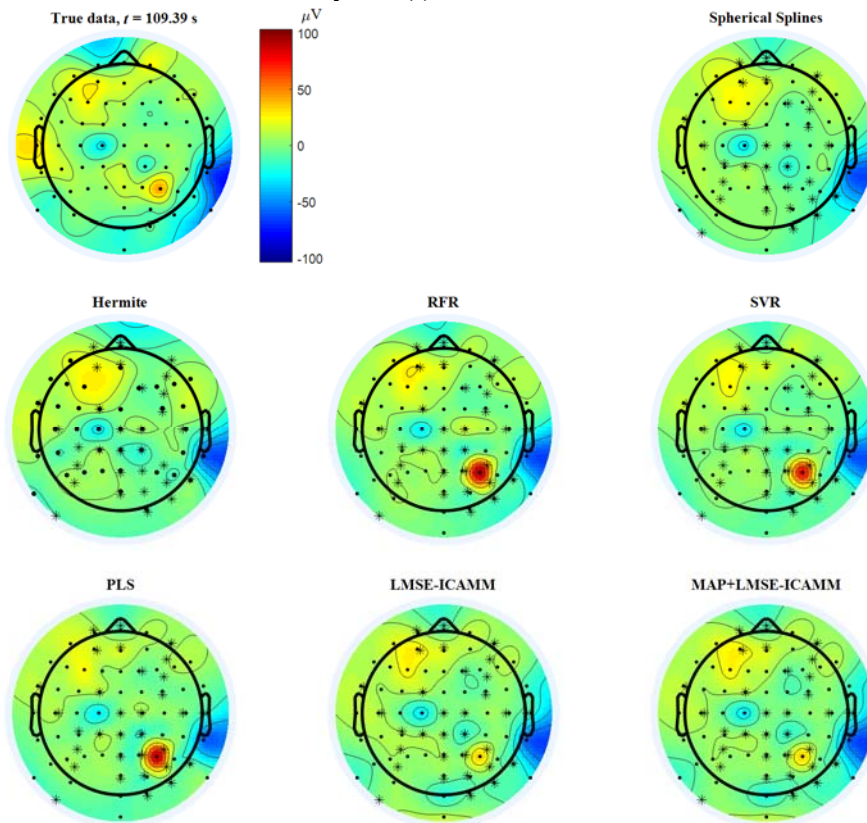 True data, t = 109.39 s
μV
Spherical Splines
100
50
0
-50
-100
Hermite
RFR
SVR
PLS
LMSE-ICAMM
MAP+LMSE-ICAMM